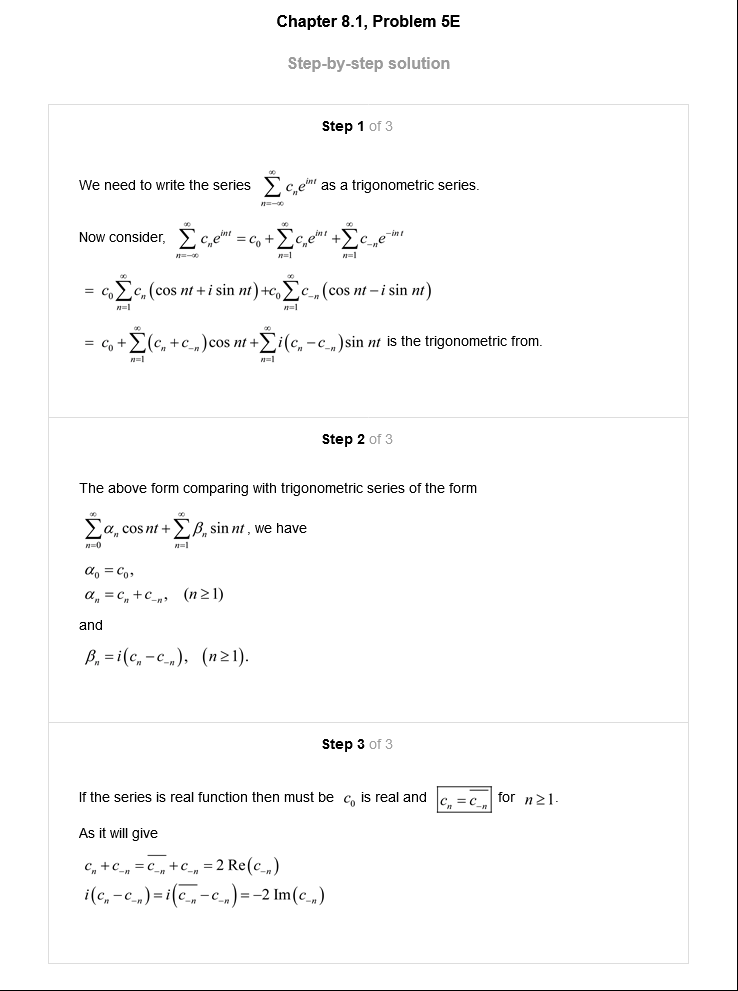 Chapter 8.1, Problem 5E
Step-by-step solution
Step 1 of 3
We need to write the series $\sum_{n=-\infty}^{\infty} c_n e^{int}$ as a trigonometric series.
Now consider, $\sum_{n=-\infty}^{\infty} c_n e^{int} = c_0 + \sum_{n=1}^{\infty} c_n e^{int} + \sum_{n=1}^{\infty} c_{-n} e^{-int}$
$= c_0 \sum_{n=1}^{\infty} c_n (\cos nt + i \sin nt) + c_0 \sum_{n=1}^{\infty} c_{-n} (\cos nt - i \sin nt)$
$= c_0 + \sum_{n=1}^{\infty} (c_n + c_{-n}) \cos nt + \sum_{n=1}^{\infty} i (c_n - c_{-n}) \sin nt$ is the trigonometric from.
Step 2 of 3
The above form comparing with trigonometric series of the form
$\sum_{n=0}^{\infty} \alpha_n \cos nt + \sum_{n=1}^{\infty} \beta_n \sin nt$, we have
$\alpha_0 = c_0,$
$\alpha_n = c_n + c_{-n}, \quad (n \geq 1)$
and
$\beta_n = i (c_n - c_{-n}), \quad (n \geq 1).$
Step 3 of 3
If the series is real function then must be $c_0$ is real and $\boxed{c_n = \overline{c_{-n}}}$ for $n \geq 1$.
As it will give
$c_n + c_{-n} = \overline{c_{-n}} + c_{-n} = 2 \operatorname{Re}(c_{-n})$
$i (c_n - c_{-n}) = i (\overline{c_{-n}} - c_{-n}) = -2 \operatorname{Im}(c_{-n})$